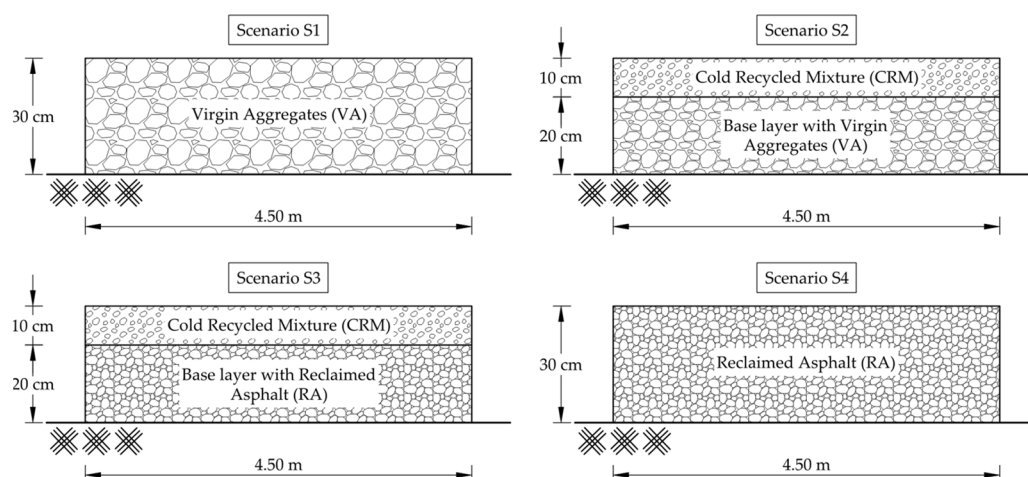 Scenario S1
30 cm
Virgin Aggregates (VA)
4.50 m
Scenario S2
10 cm
20 cm
Cold Recycled Mixture (CRM)
Base layer with Virgin
Aggregates (VA)
4.50 m
Scenario S3
10 cm
20 cm
Cold Recycled Mixture (CRM)
Base layer with Reclaimed
Asphalt (RA)
4.50 m
Scenario S4
30 cm
Reclaimed Asphalt (RA)
4.50 m